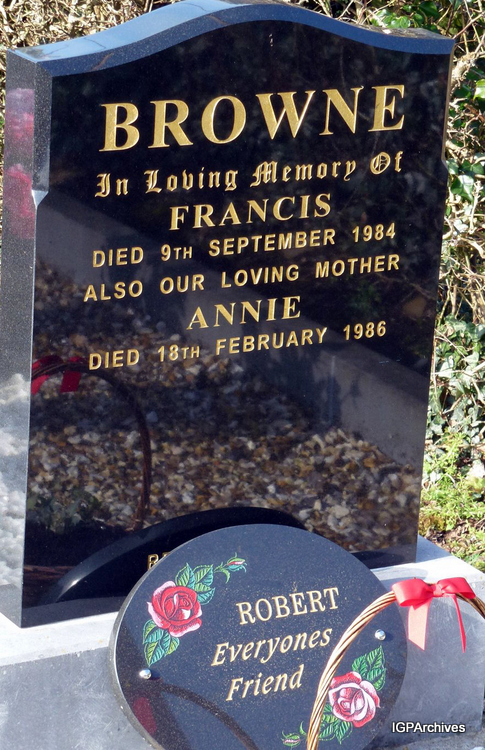 BROWNE
In Loving Memory Of
FRANCIS
DIED 9TH SEPTEMBER 1984
ALSO OUR LOVING MOTHER
ANNIE
DIED 18TH FEBRUARY 1986
ROBERT
Everyones
Friend
IGPArchives